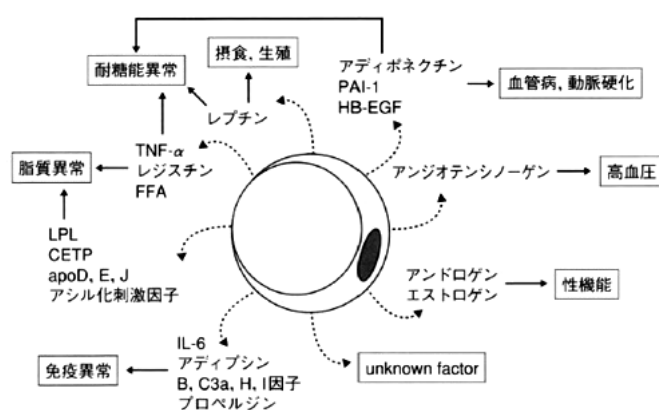 耐糖能異常
摂食, 生殖
アディポネクチン
PAI-1
HB-EGF
血管病, 動脈硬化
レプチン
TNF-α
レジスチン
FFA
脂質異常
アンジオテンシノーゲン
高血圧
LPL
CETP
apoD, E, J
アシル化刺激因子
アンドロゲン
エストロゲン
性機能
IL-6
アディプシン
B, C3a, H, I因子
プロペルジン
免疫異常
unknown factor